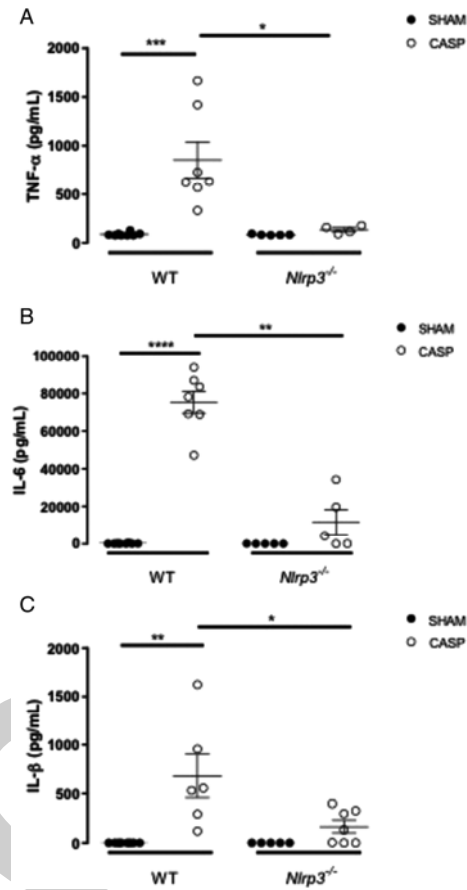 A
SHAM
CASP
***
*
2000
1500
1000
500
0
TNF-α (pg/mL)
WT
Nlrp3-/-
B
SHAM
CASP
****
**
100000
80000
60000
40000
20000
0
IL-6 (pg/mL)
WT
Nlrp3-/-
C
SHAM
CASP
**
*
2000
1500
1000
500
0
IL-β (pg/mL)
WT
Nlrp3-/-